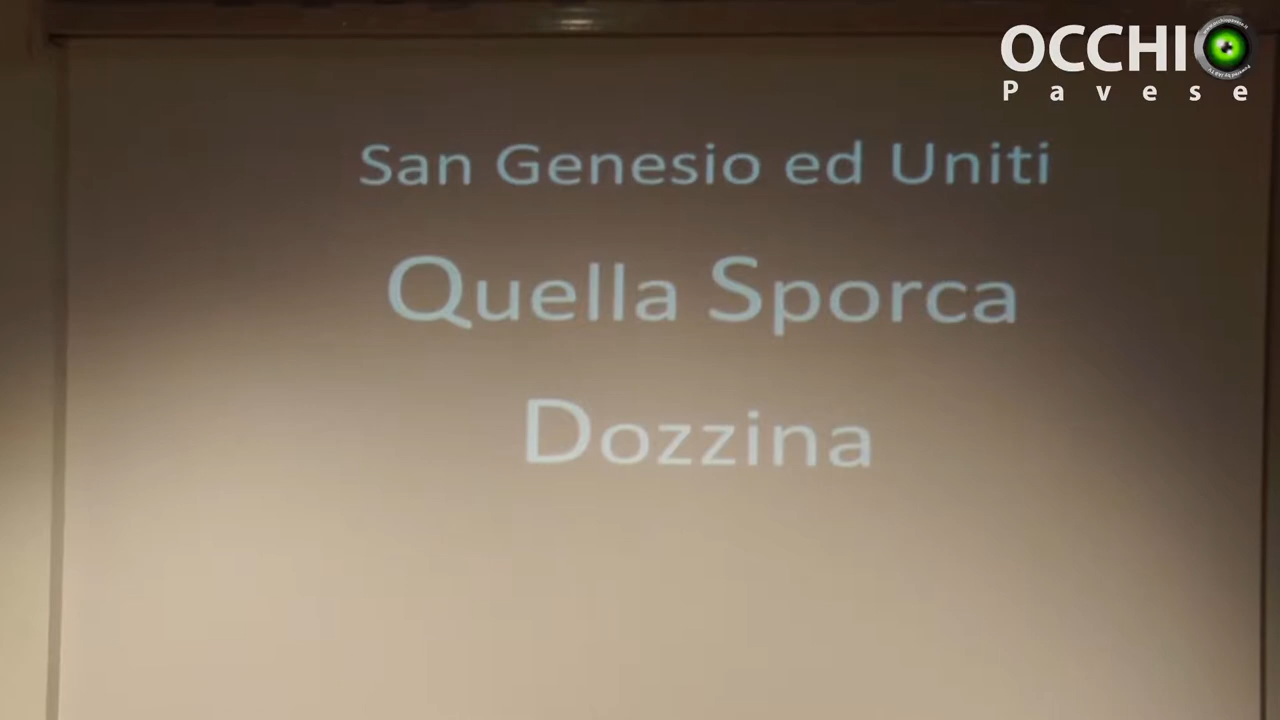 OCCHIO
Pavese
San Genesio ed Uniti
Quella Sporca
Dozzina